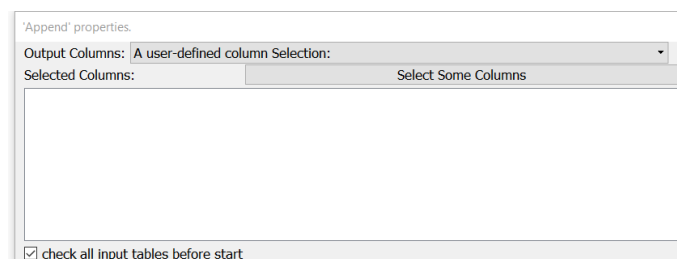 'Append' properties.
Output Columns: A user-defined column Selection:
Selected Columns: Select Some Columns
check all input tables before start